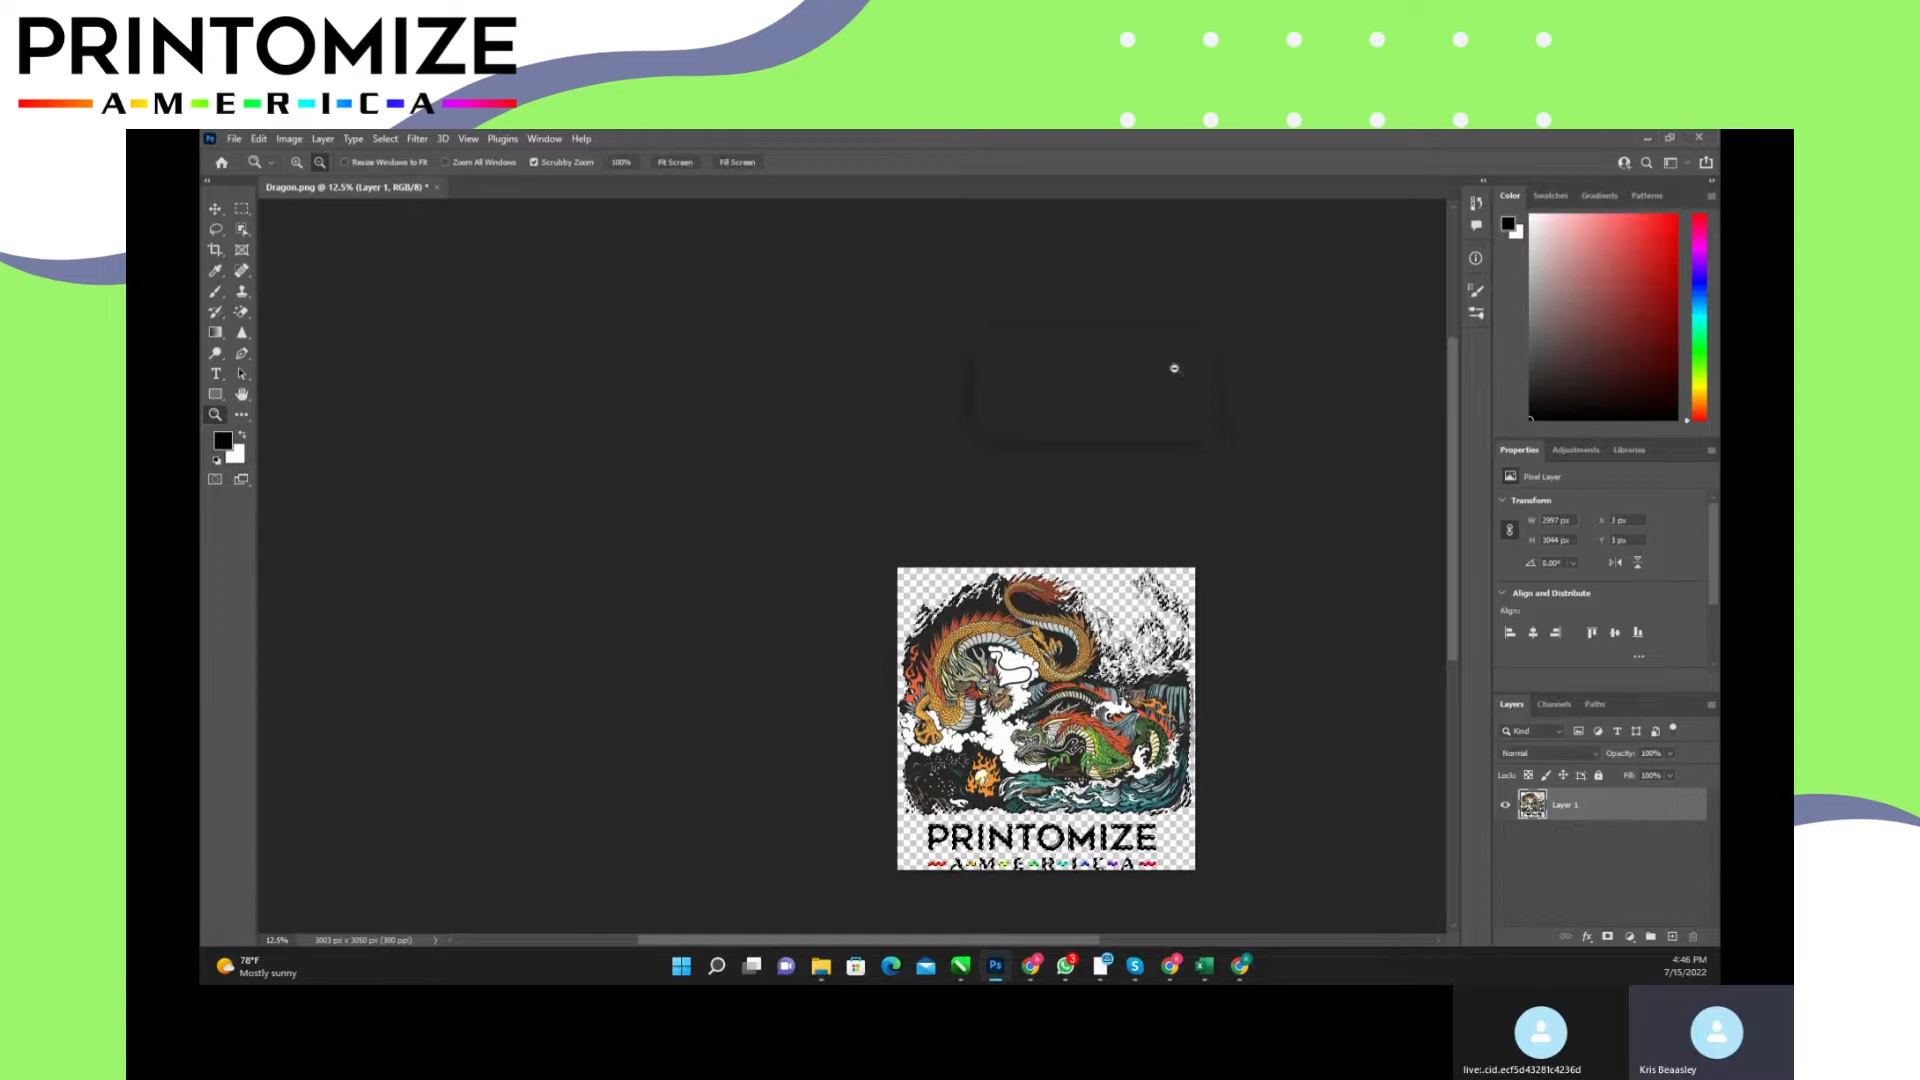 PRINTOMIZE
AMERICA
Ps File Edit Image Layer Type Select Filter 3D View Plugins Window Help
Resize Windows to Fit Zoom All Windows Scrubby Zoom 100% Fit Screen Fill Screen
Dragon.png @ 12.5% (Layer 1, RGB/8) *
Color Swatches Gradients Patterns
Properties Adjustments Libraries
Pixel Layer
Transform
W 2997 px X 3 px
H 3044 px Y 3 px
0.00°
Align and Distribute
Align:
Layers Channels Paths
Kind
Normal Opacity: 100%
Lock: Fill: 100%
Layer 1
PRINTOMIZE
AMERICA
12.5% 3003 px x 3050 px (300 ppi)
fx
78°F
Mostly sunny
Ps
3
4:46 PM
7/15/2022
live:.cid.ecf5d43281c4236d
Kris Beaasley